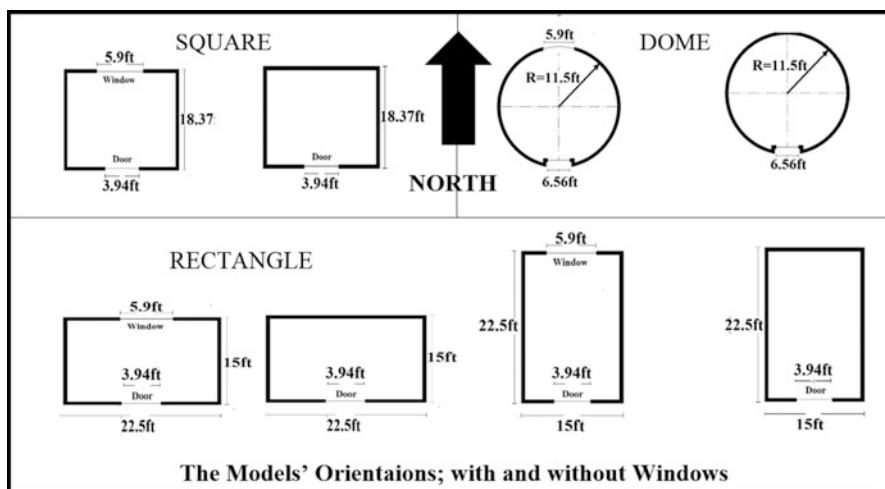 SQUARE
5.9ft
Window
18.37
Door
3.94ft
18.37ft
Door
3.94ft
NORTH
DOME
5.9ft
R=11.5ft
6.56ft
R=11.5ft
6.56ft
RECTANGLE
5.9ft
Window
3.94ft
15ft
Door
22.5ft
3.94ft
15ft
Door
22.5ft
5.9ft
Window
22.5ft
3.94ft
Door
15ft
22.5ft
3.94ft
Door
15ft
The Models' Orientaions; with and without Windows